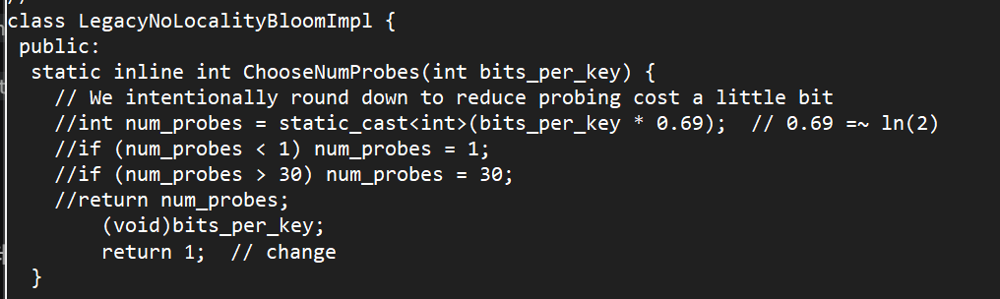 class LegacyNoLocalityBloomImpl {
public:
static inline int ChooseNumProbes(int bits_per_key) {
// We intentionally round down to reduce probing cost a little bit
//int num_probes = static_cast<int>(bits_per_key * 0.69);  // 0.69 =~ ln(2)
//if (num_probes < 1) num_probes = 1;
//if (num_probes > 30) num_probes = 30;
//return num_probes;
(void)bits_per_key;
return 1;  // change
}